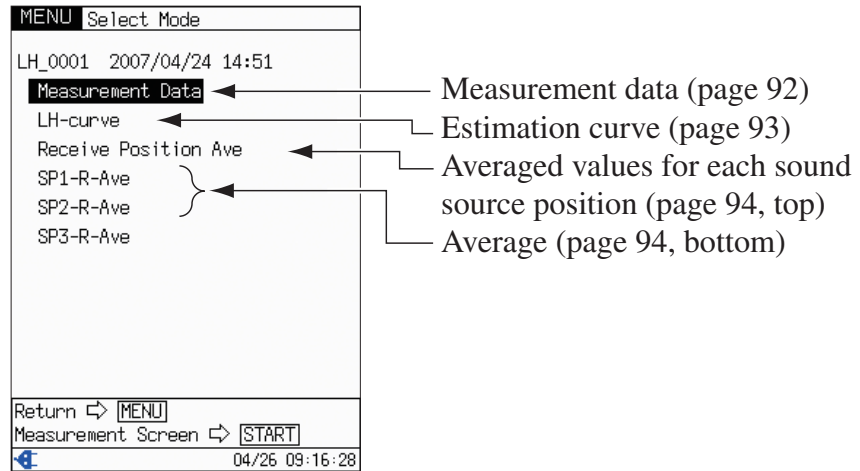 MENU Select Mode
LH_0001 2007/04/24 14:51
Measurement Data
LH-curve
Receive Position Ave
SP1-R-Ave
SP2-R-Ave
SP3-R-Ave
Return ⇨ MENU
Measurement Screen ⇨ START
04/26 09:16:28
Measurement data (page 92)
Estimation curve (page 93)
Averaged values for each sound
source position (page 94, top)
Average (page 94, bottom)